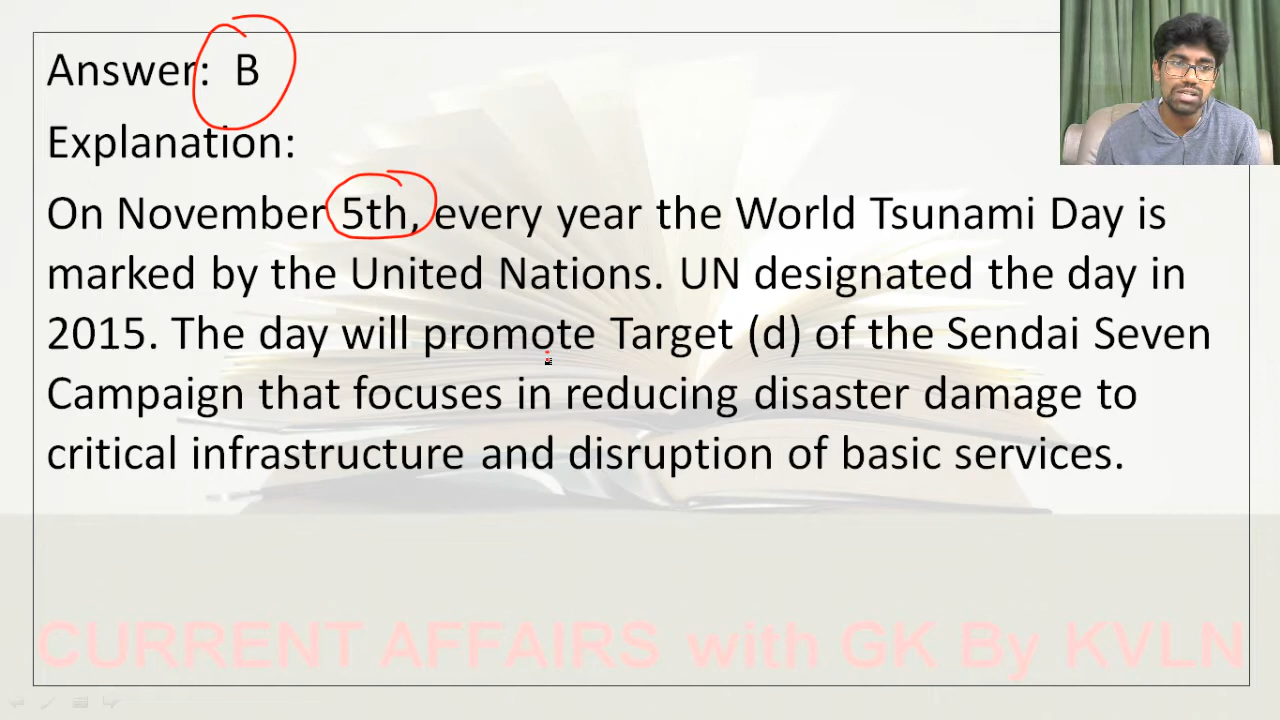 Answer: B
Explanation:
On November 5th, every year the World Tsunami Day is
marked by the United Nations. UN designated the day in
2015. The day will promote Target (d) of the Sendai Seven
Campaign that focuses in reducing disaster damage to
critical infrastructure and disruption of basic services.
CURRENT AFFAIRS with GK By KVLN